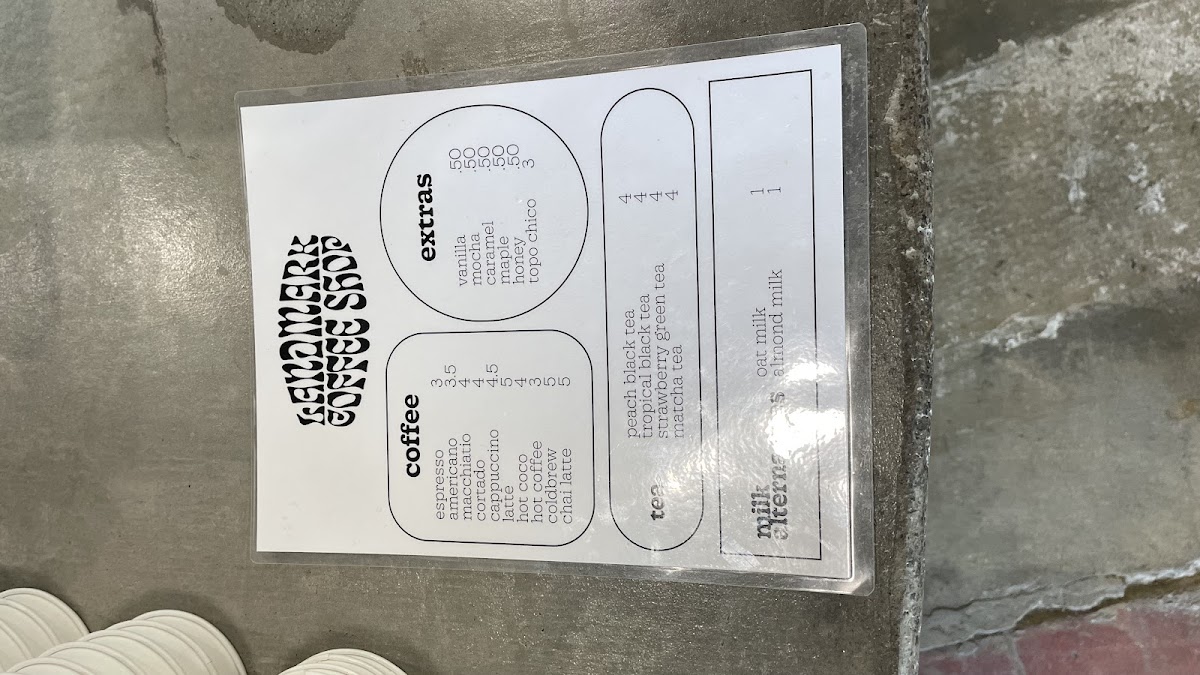 LANDMARK
COFFEE SHOP
coffee
espresso 3
americano 3.5
macchiatio 4
cortado 4
cappuccino 4.5
latte 5
hot coco 4
hot coffee 3
coldbrew 5
chai latte 5
extras
vanilla .50
mocha .50
caramel .50
maple .50
honey .50
topo chico 3
tea
peach black tea 4
tropical black tea 4
strawberry green tea 4
matcha tea 4
milk
oat milk 1
almond milk 1